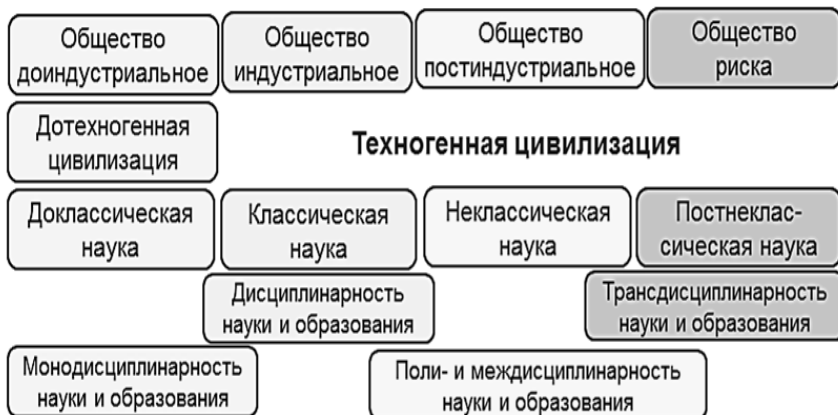 Общество
доиндустриальное
Общество
индустриальное
Общество
постиндустриальное
Общество
риска
Дотехногенная
цивилизация
Техногенная цивилизация
Доклассическая
наука
Классическая
наука
Неклассическая
наука
Постнеклас-
сическая наука
Дисциплинарность
науки и образования
Трансдисциплинарность
науки и образования
Монодисциплинарность
науки и образования
Поли- и междисциплинарность
науки и образования